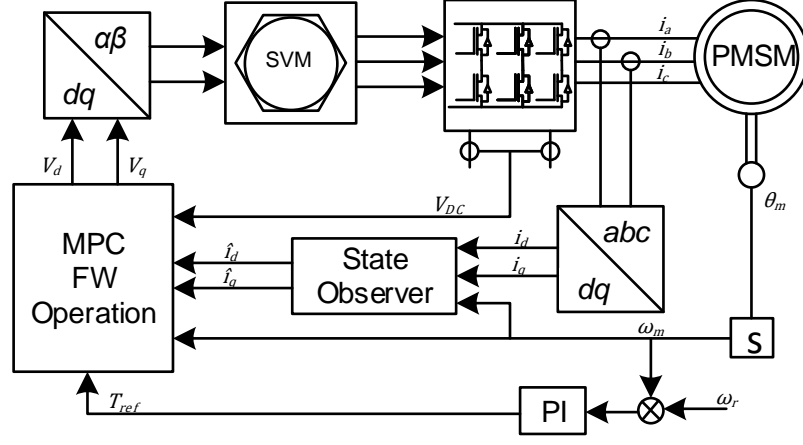 αβ
dq
SVM
i_a
i_b
i_c
PMSM
V_d
V_q
V_DC
θ_m
MPC
FW
Operation
î_d
î_q
State
Observer
i_d
i_q
abc
dq
ω_m
S
T_ref
PI
ω_r